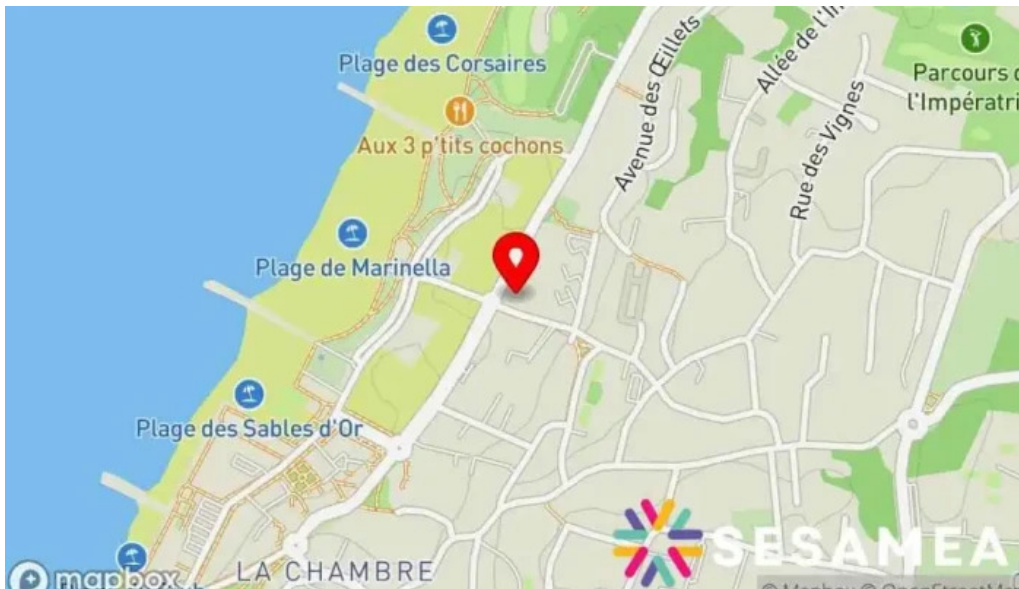 Plage des Corsaires
Aux 3 p'tits cochons
Avenue des Œillets
Allée de l'I
Parcours
l'Impératri
Rue des Vignes
Plage de Marinella
Plage des Sables d'Or
LA CHAMBRE
SESAMEA
mapbox
© Mapbox © OpenStreetMap